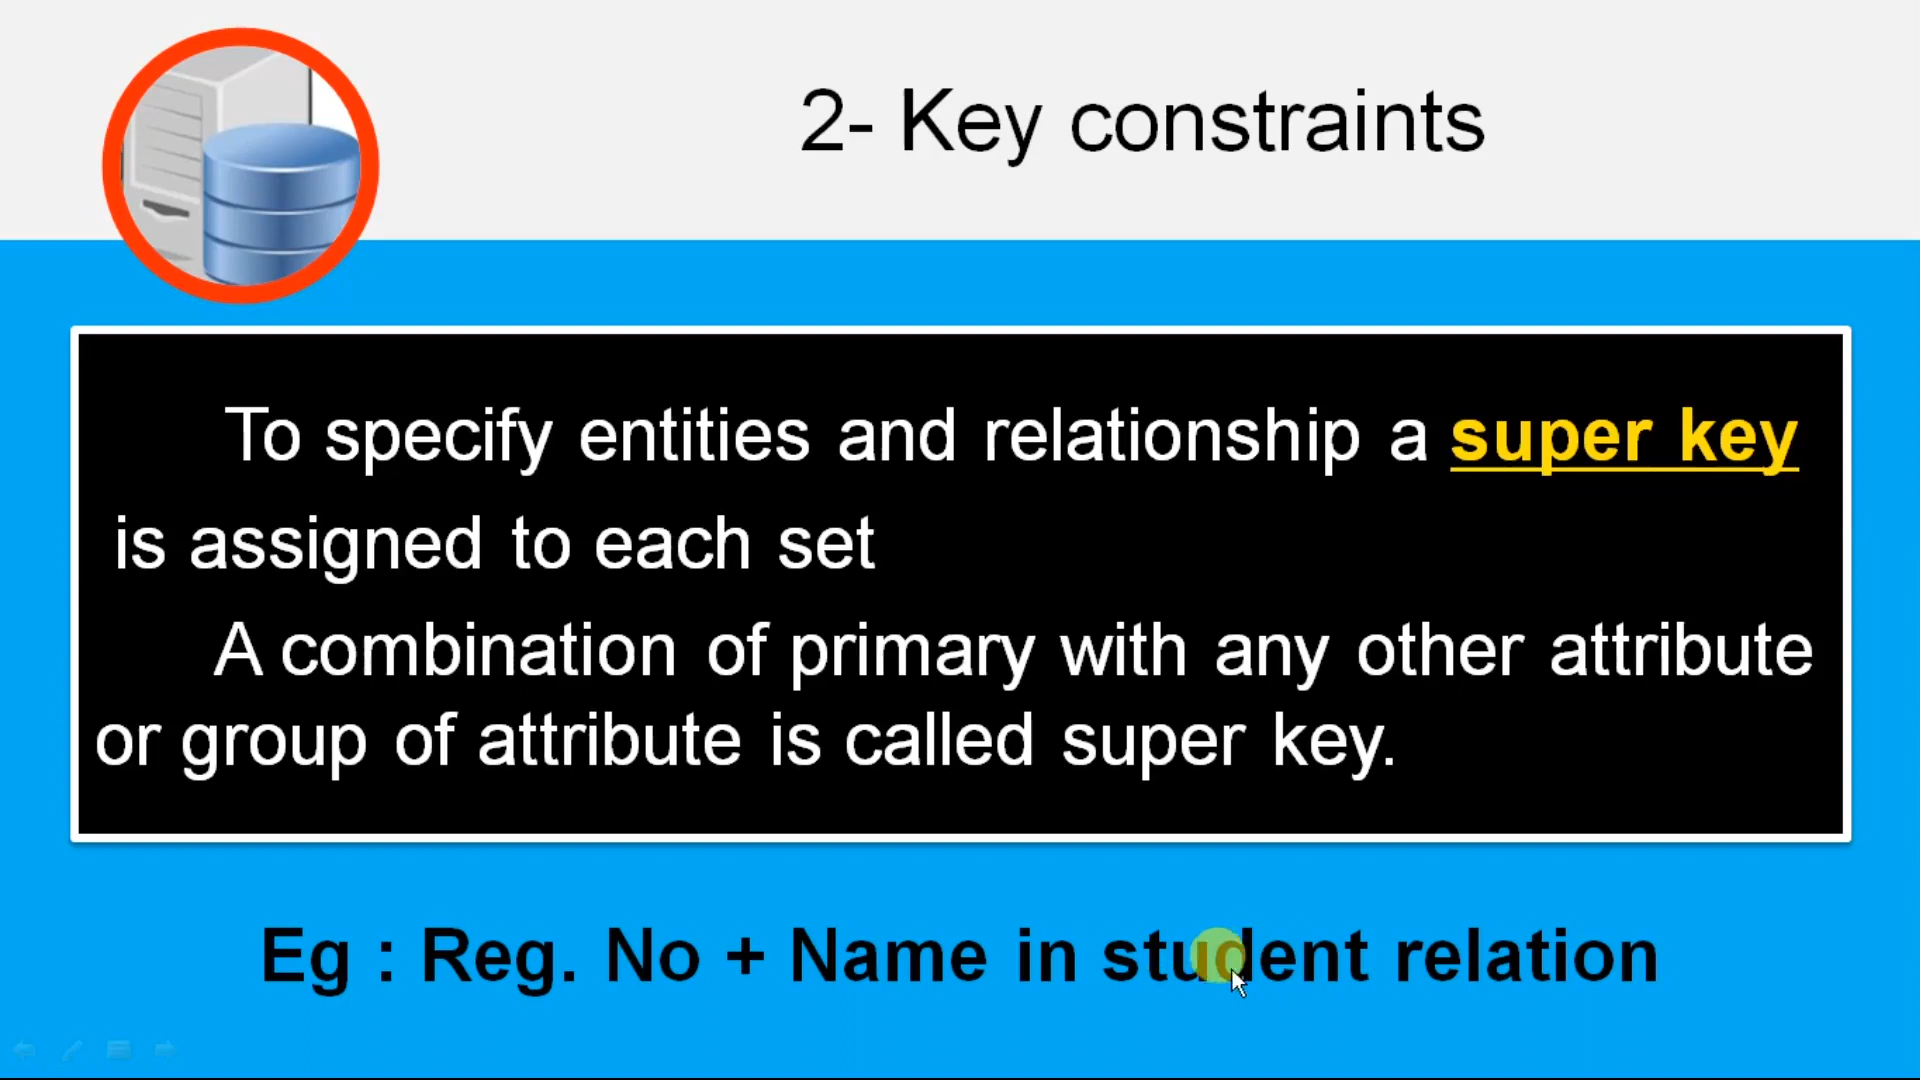 2- Key constraints
To specify entities and relationship a super key
is assigned to each set
A combination of primary with any other attribute
or group of attribute is called super key.
Eg : Reg. No + Name in student relation